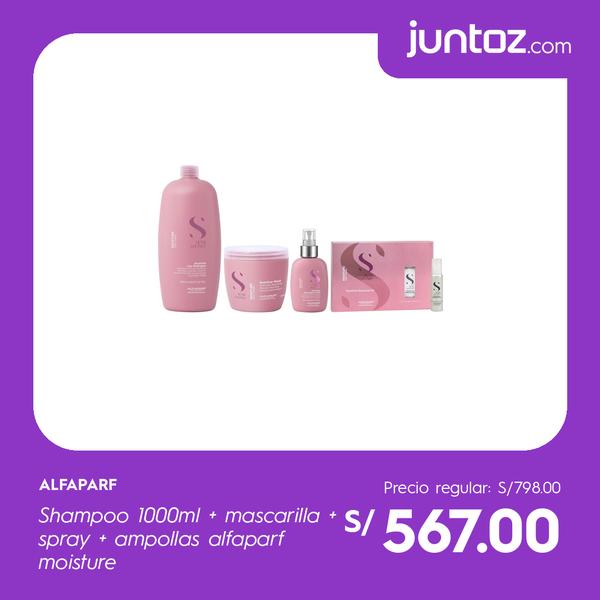 juntoz.com
S
S
S
S
S
ALFAPARF
Precio regular: S/798.00
Shampoo 1000ml + mascarilla +
spray + ampollas alfaparf
moisture
S/ 567.00